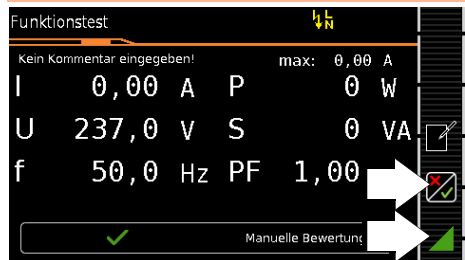 Funktionstest
Kein Kommentar eingegeben! max: 0,00 A
I 0,00 A P 0 W
U 237,0 V S 0 VA
f 50,0 Hz PF 1,00
Manuelle